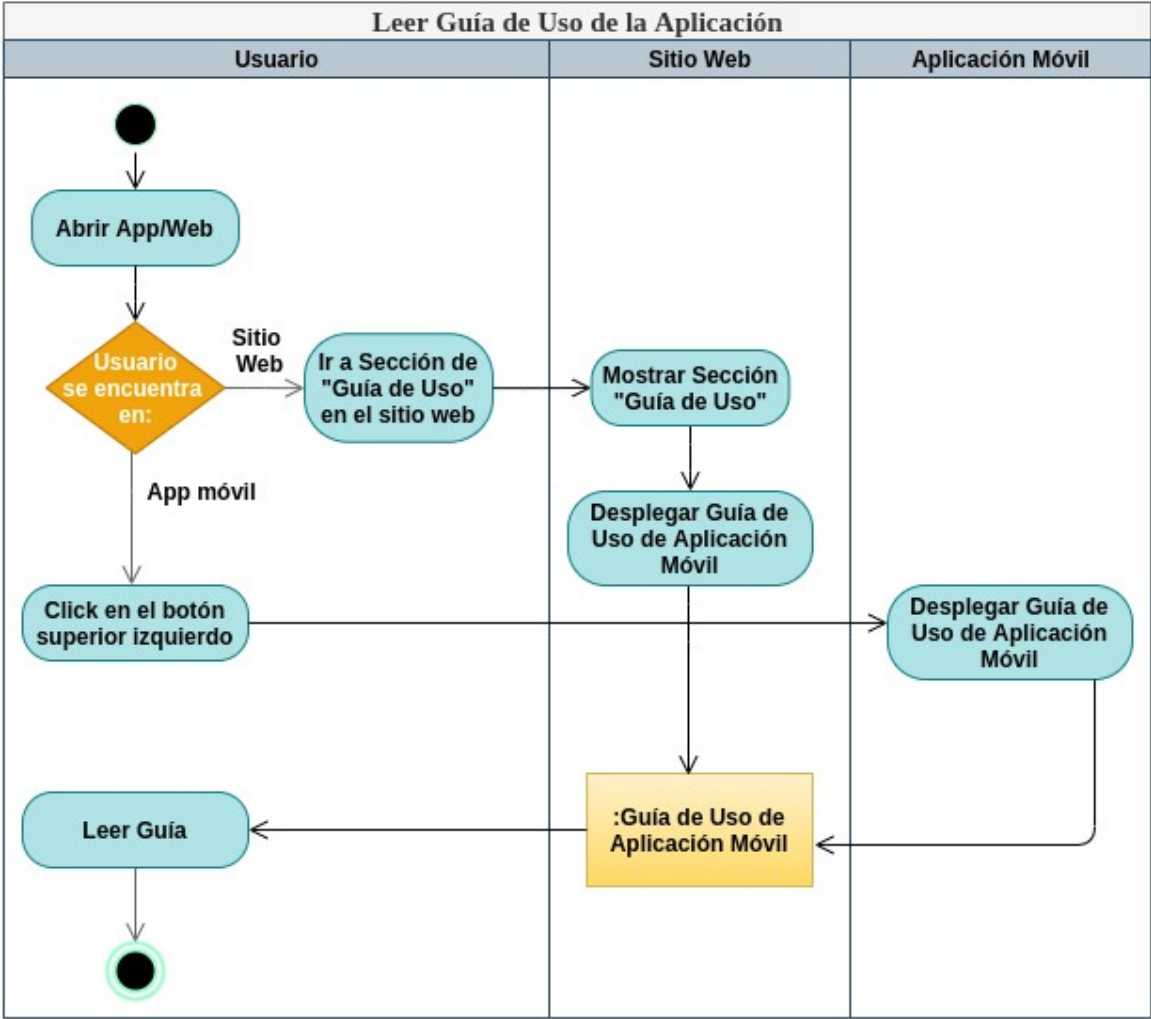 Leer Guía de Uso de la Aplicación
Usuario
Sitio Web
Aplicación Móvil
Abrir App/Web
Usuario
se encuentra
en:
Sitio
Web
Ir a Sección de
"Guía de Uso"
en el sitio web
Mostrar Sección
"Guía de Uso"
App móvil
Desplegar Guía de
Uso de Aplicación
Móvil
Click en el botón
superior izquierdo
Desplegar Guía de
Uso de Aplicación
Móvil
:Guía de Uso de
Aplicación Móvil
Leer Guía